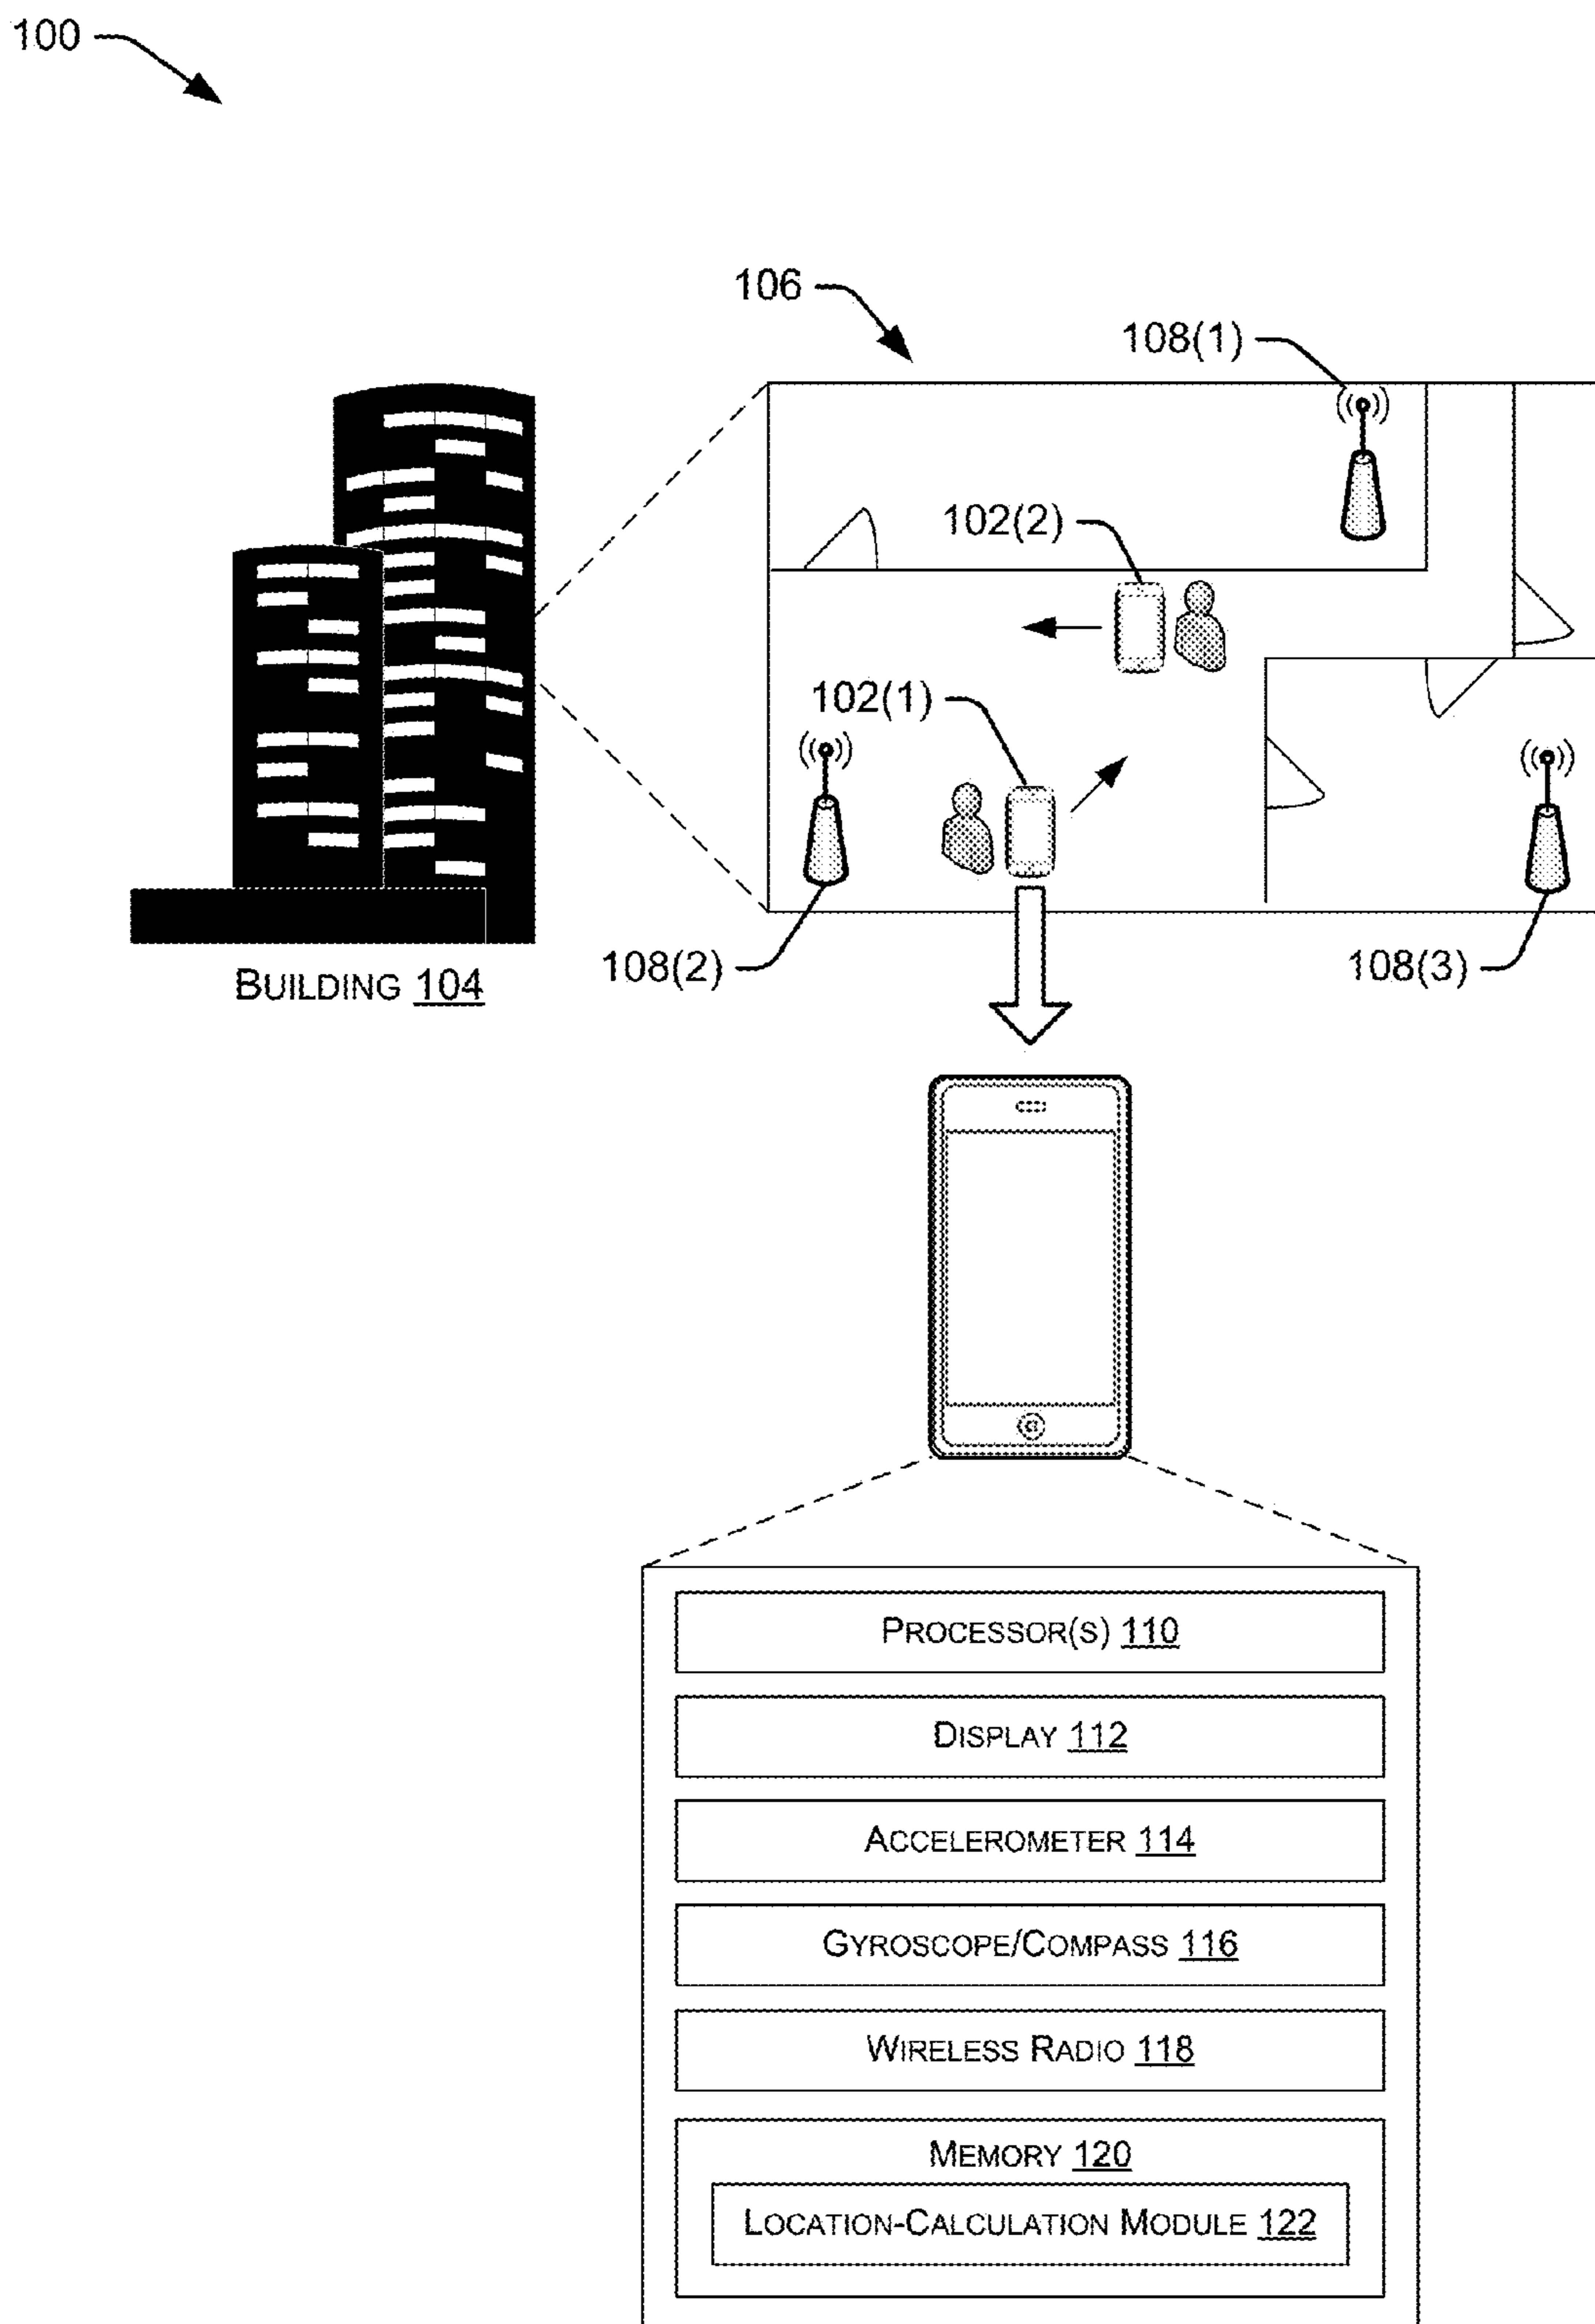 100
106
108(1)
102(2)
102(1)
108(2)
108(3)
BUILDING 104
PROCESSOR(S) 110
DISPLAY 112
ACCELEROMETER 114
GYROSCOPE/COMPASS 116
WIRELESS RADIO 118
MEMORY 120
LOCATION-CALCULATION MODULE 122